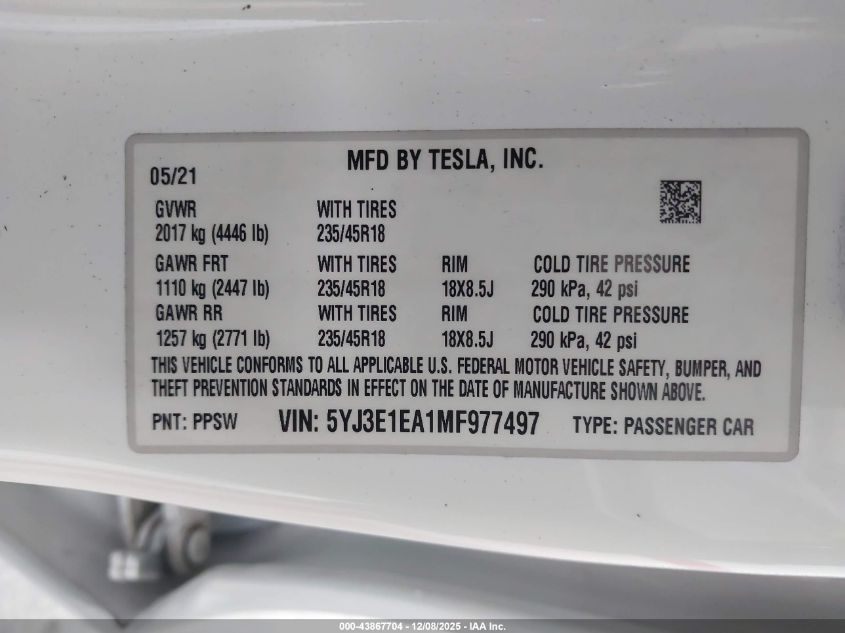 MFD BY TESLA, INC.
05/21
GVWR WITH TIRES
2017 kg (4446 lb) 235/45R18
GAWR FRT WITH TIRES RIM COLD TIRE PRESSURE
1110 kg (2447 lb) 235/45R18 18X8.5J 290 kPa, 42 psi
GAWR RR WITH TIRES RIM COLD TIRE PRESSURE
1257 kg (2771 lb) 235/45R18 18X8.5J 290 kPa, 42 psi
THIS VEHICLE CONFORMS TO ALL APPLICABLE U.S. FEDERAL MOTOR VEHICLE SAFETY, BUMPER, AND
THEFT PREVENTION STANDARDS IN EFFECT ON THE DATE OF MANUFACTURE SHOWN ABOVE.
PNT: PPSW VIN: 5YJ3E1EA1MF977497 TYPE: PASSENGER CAR
000-43867704 - 12/08/2025 - IAA Inc.